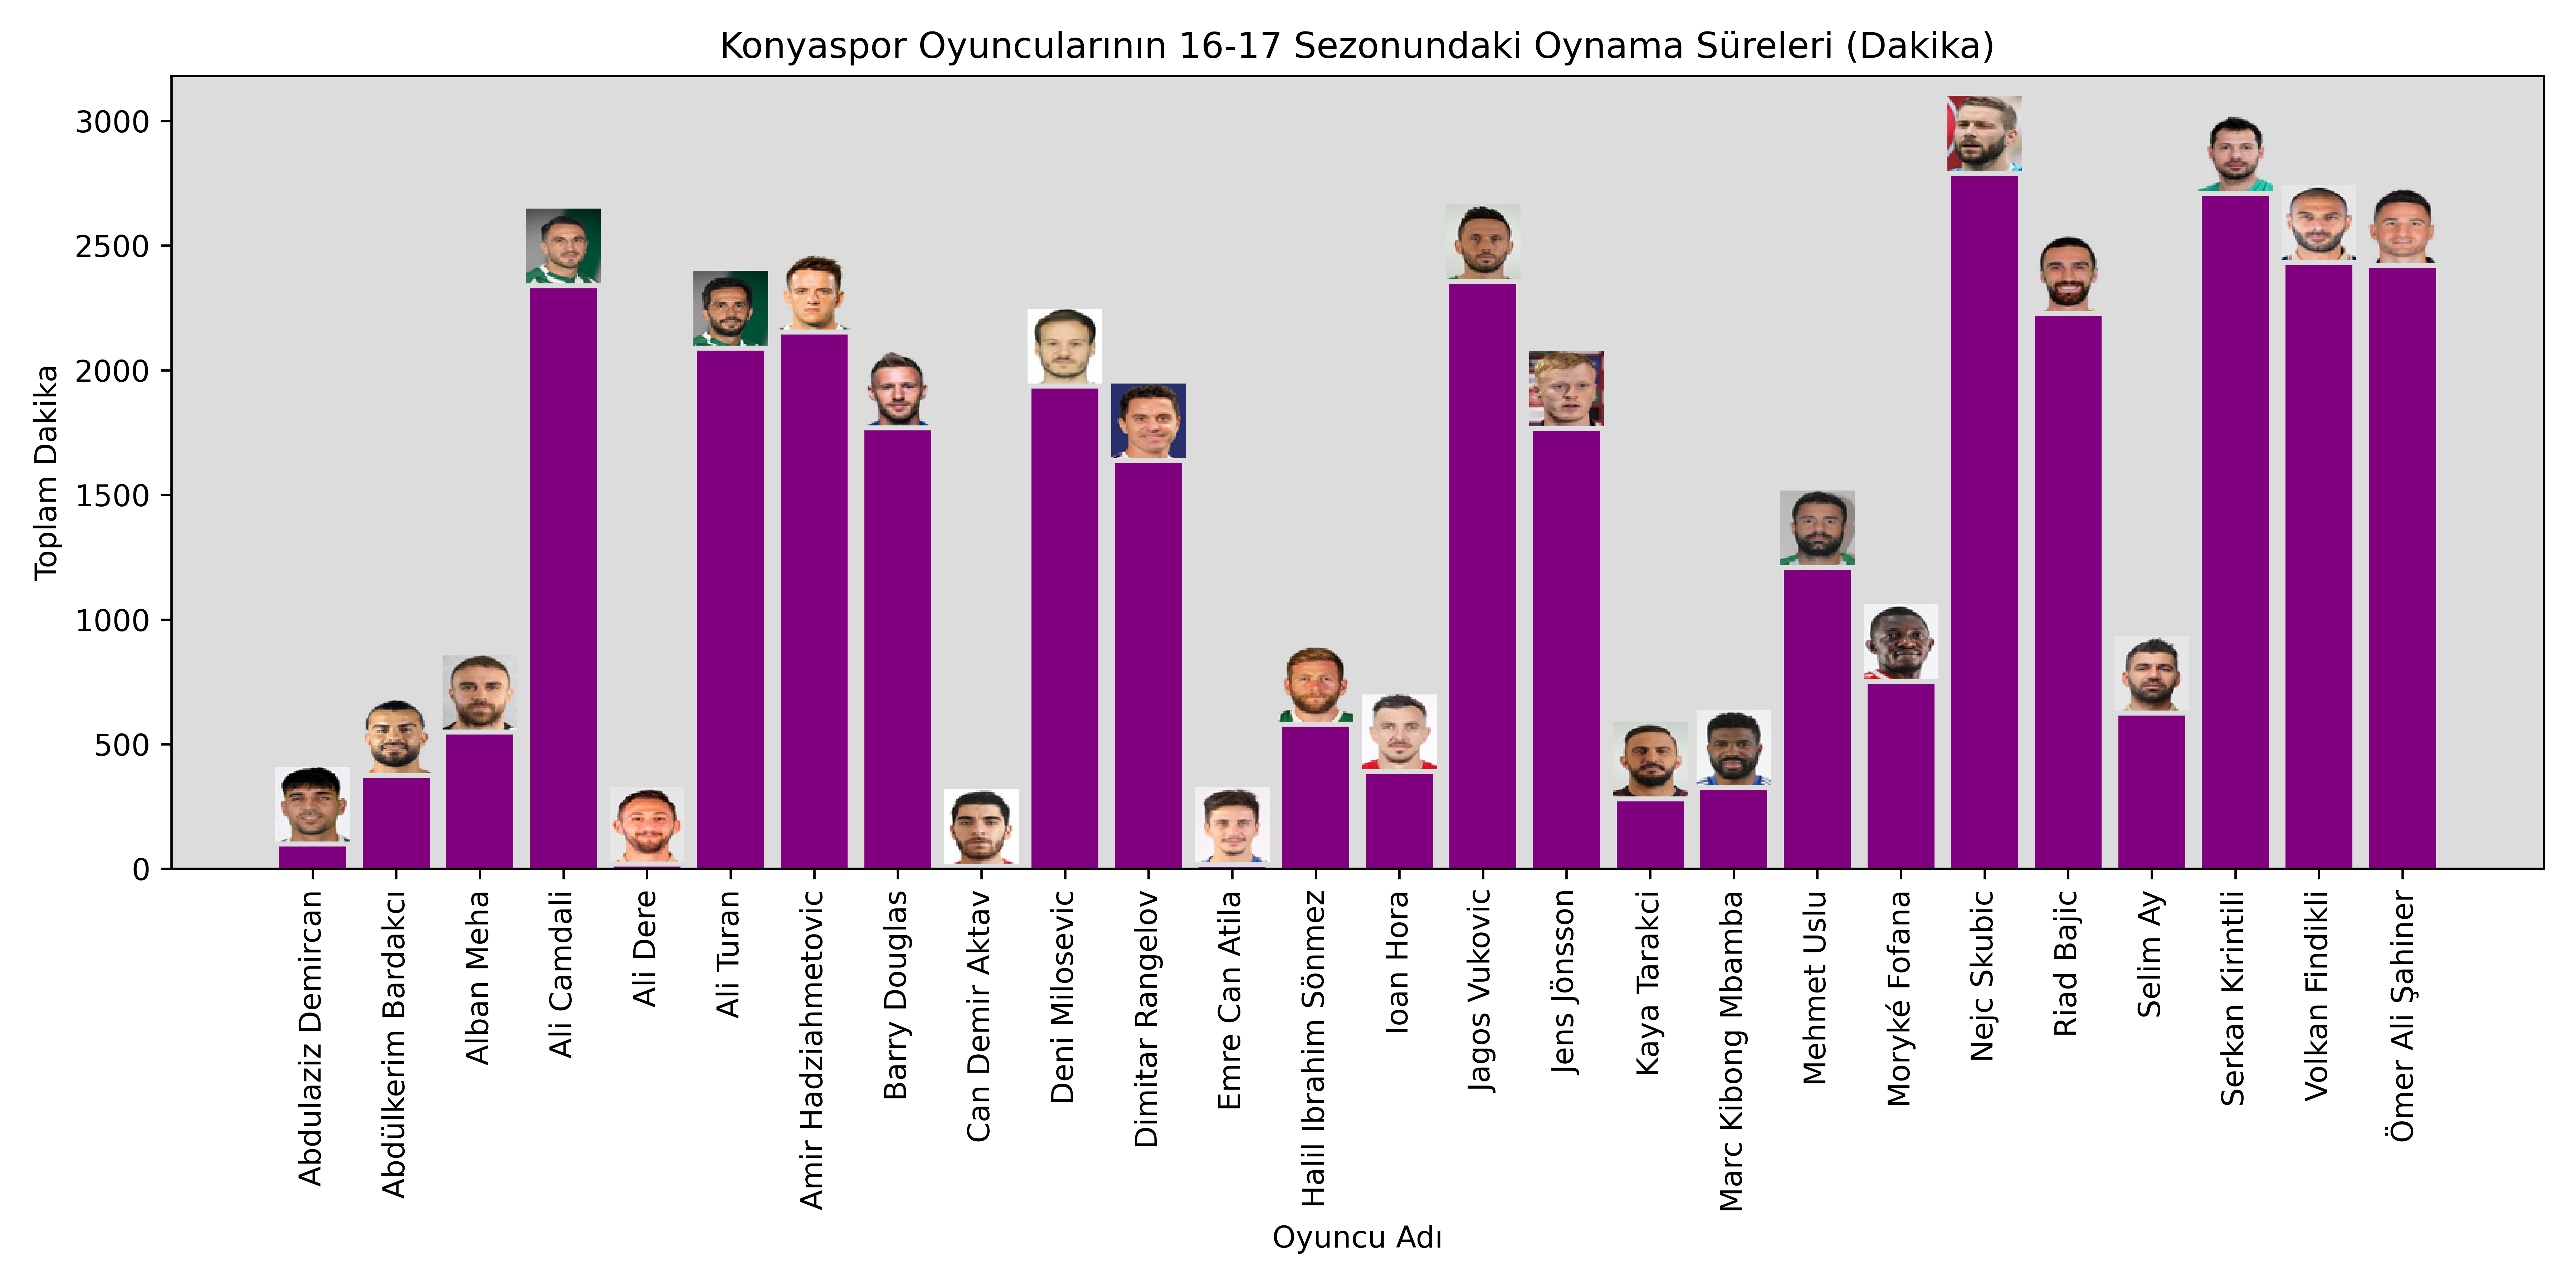 Konyaspor Oyuncularının 16-17 Sezonundaki Oynama Süreleri (Dakika)
Toplam Dakika
3000
2500
2000
1500
1000
500
0
Abdulaziz Demircan
Abdülkerim Bardakcı
Alban Meha
Ali Camdali
Ali Dere
Ali Turan
Amir Hadziahmetovic
Barry Douglas
Can Demir Aktav
Deni Milosevic
Dimitar Rangelov
Emre Can Atila
Halil Ibrahim Sönmez
Ioan Hora
Jagos Vukovic
Jens Jönsson
Kaya Tarakci
Marc Kibong Mbamba
Mehmet Uslu
Moryké Fofana
Nejc Skubic
Riad Bajic
Selim Ay
Serkan Kirintili
Volkan Findikli
Ömer Ali Şahiner
Oyuncu Adı